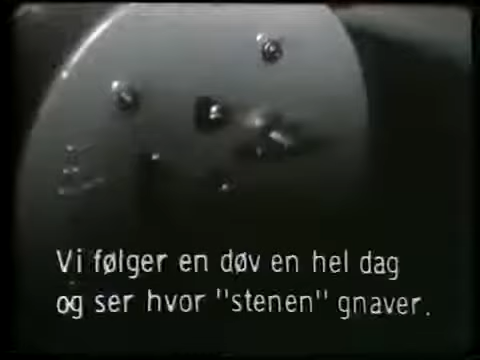 Vi følger en døv en hel dag
og ser hvor "stenen" gnaver.